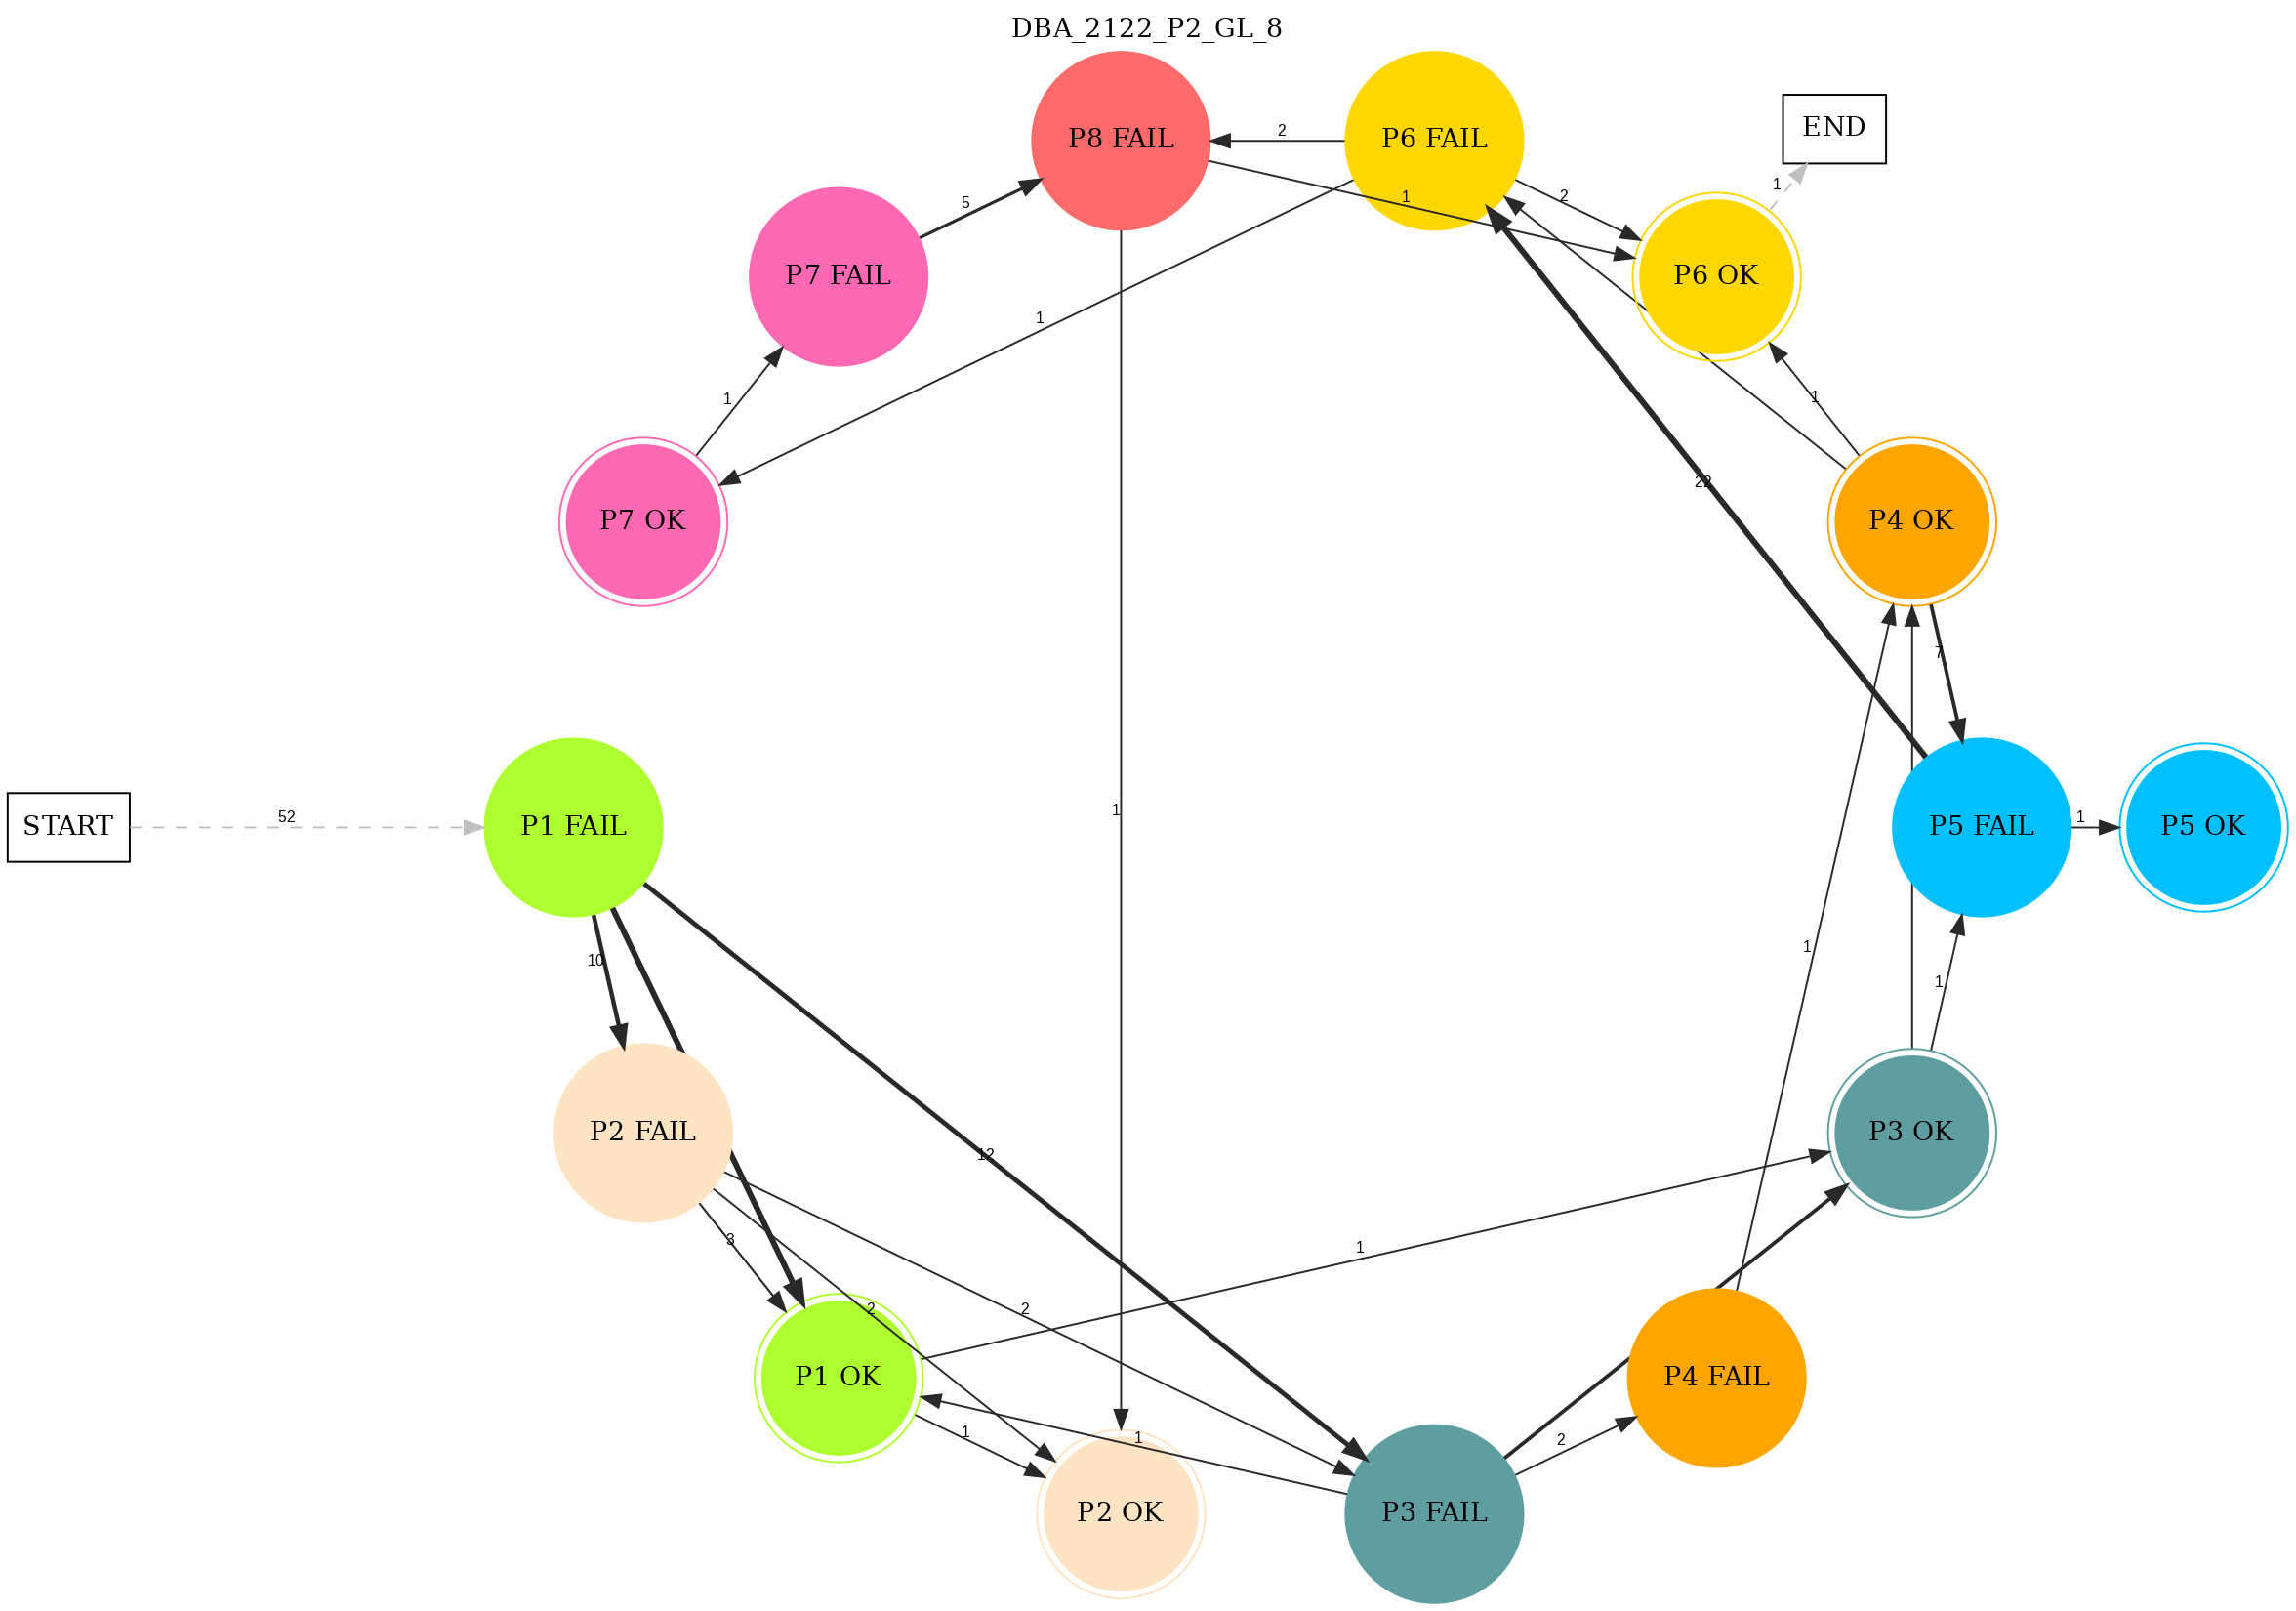 DBA_2122_P2_GL_8
P8 FAIL
P6 FAIL
END
2
1
5
1
2
P7 FAIL
P6 OK
1
1
1
22
P7 OK
P4 OK
7
1
START
52
P1 FAIL
P5 FAIL
1
P5 OK
10
1
1
P2 FAIL
12
P3 OK
3
2
2
1
P1 OK
P4 FAIL
1
1
2
P2 OK
P3 FAIL